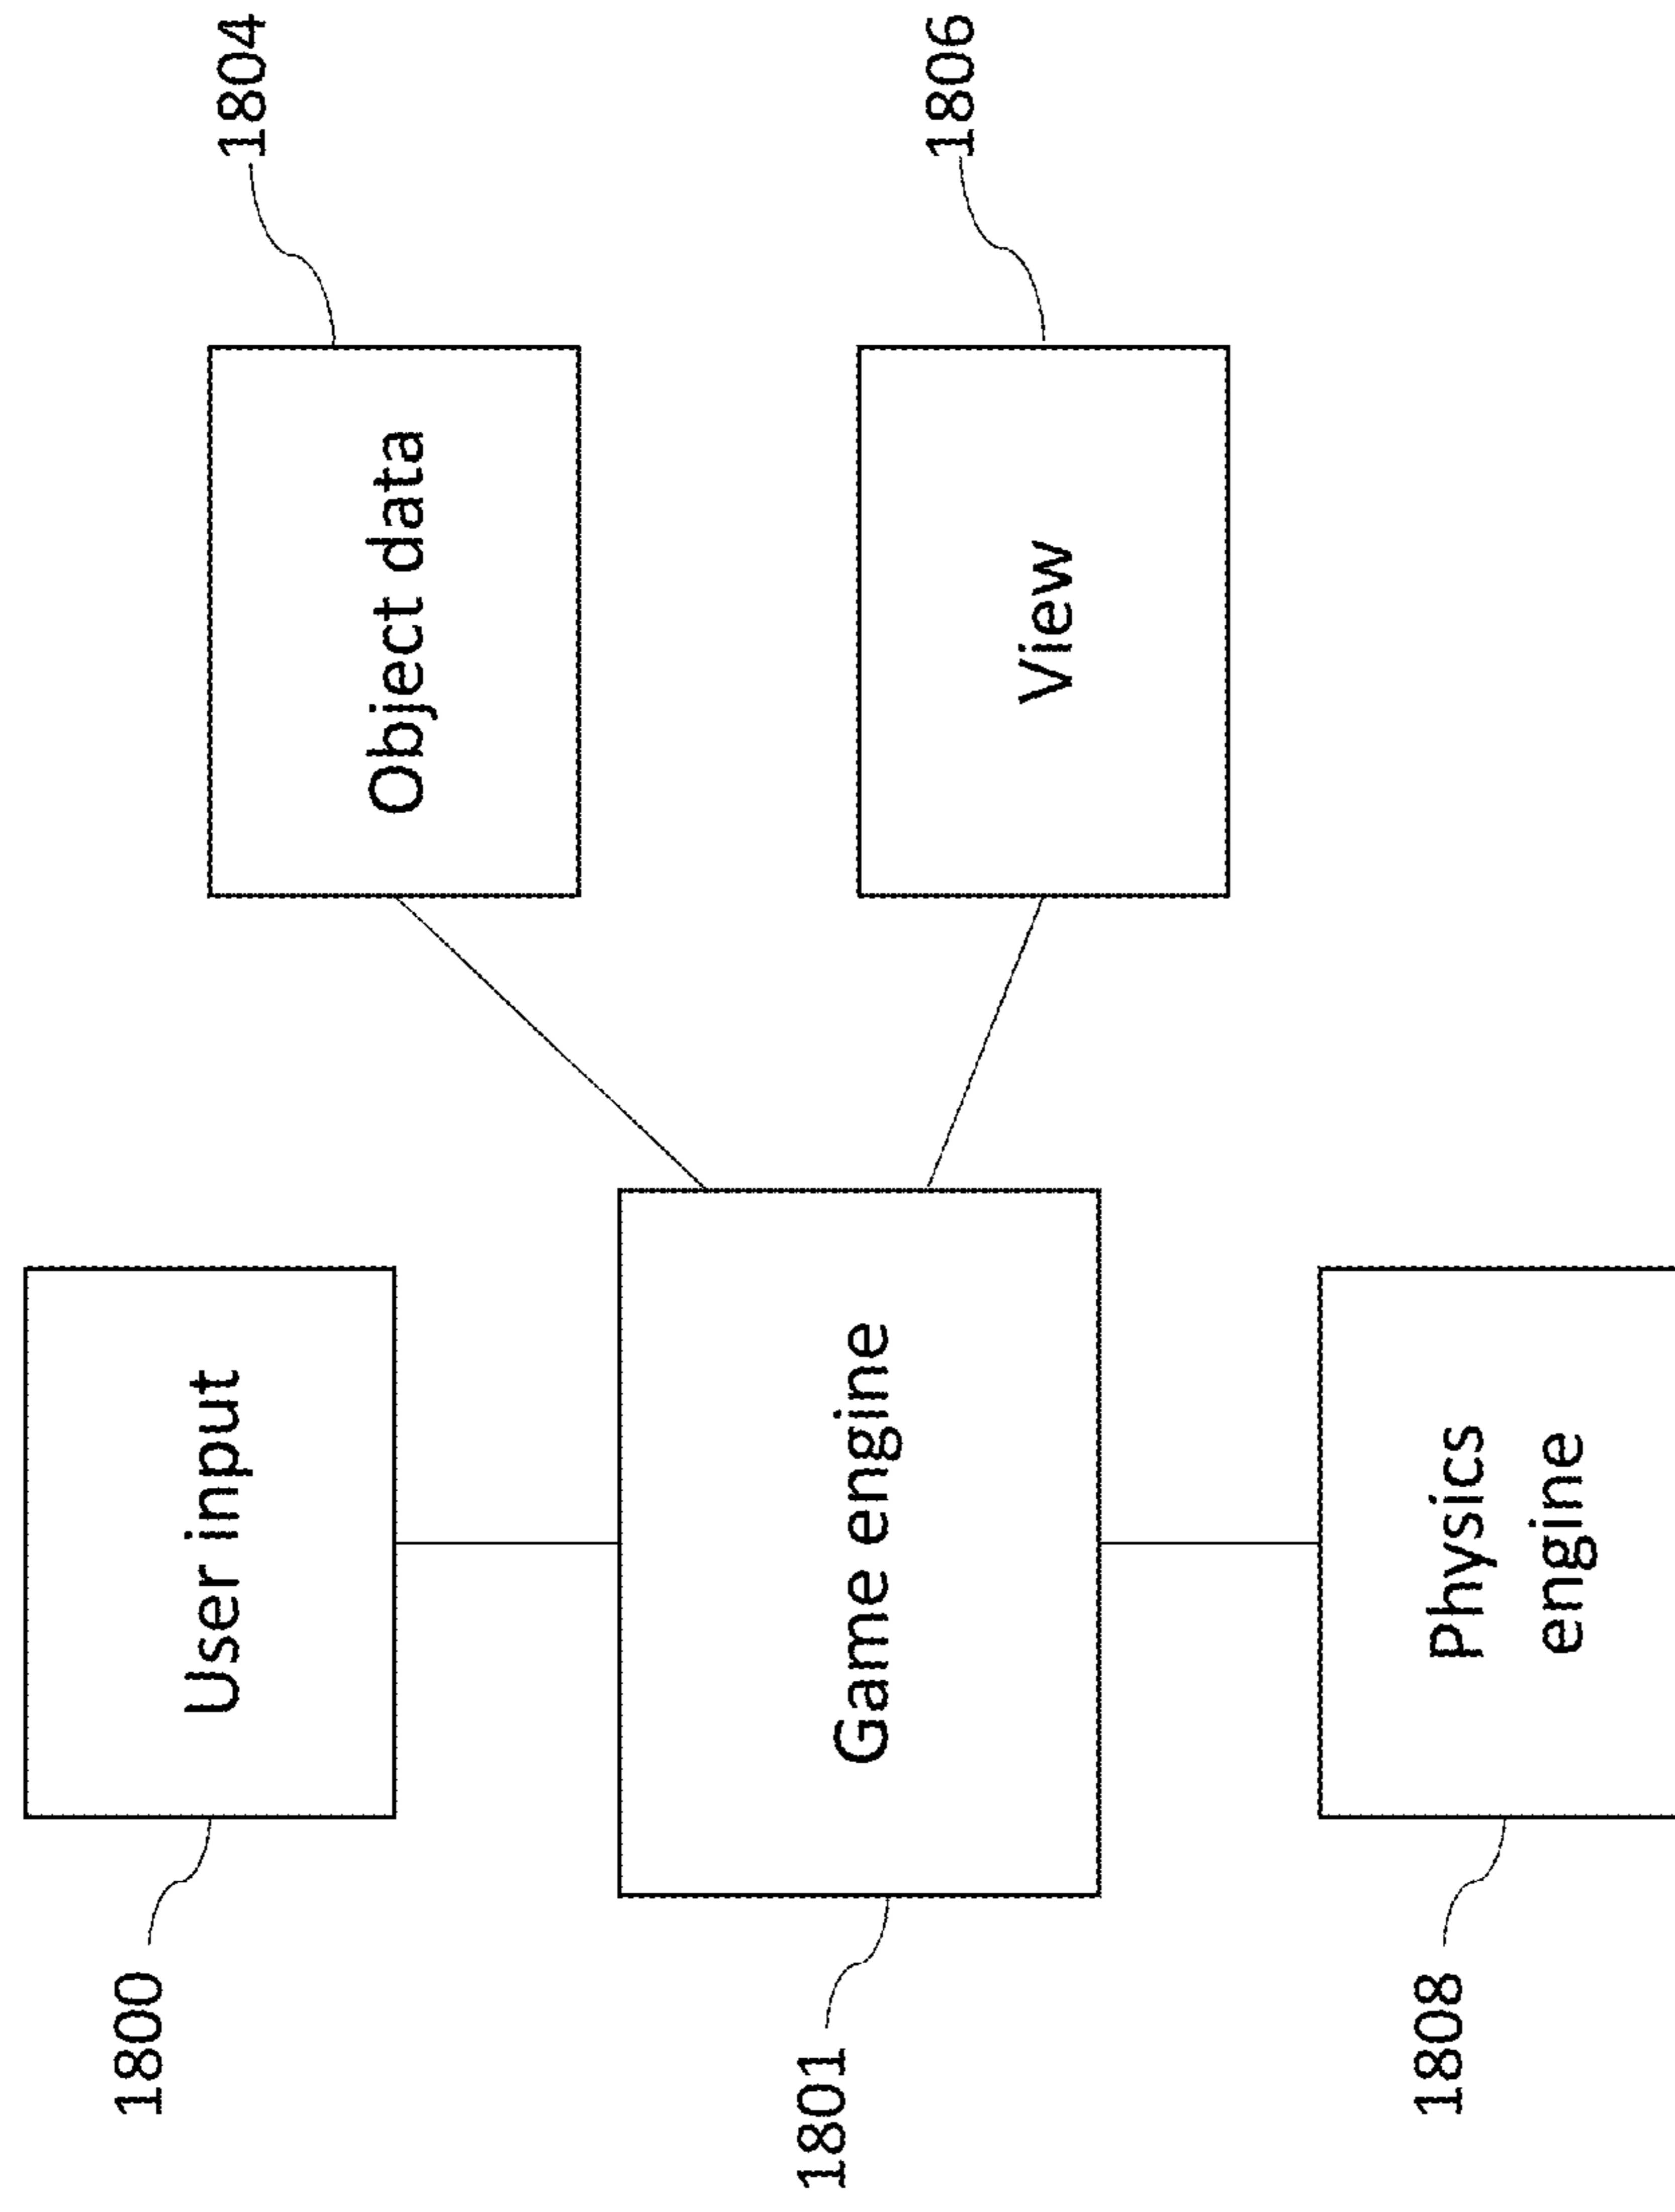 1800
User input
1804
Object data
1801
Game engine
1806
View
1808
Physics
engine